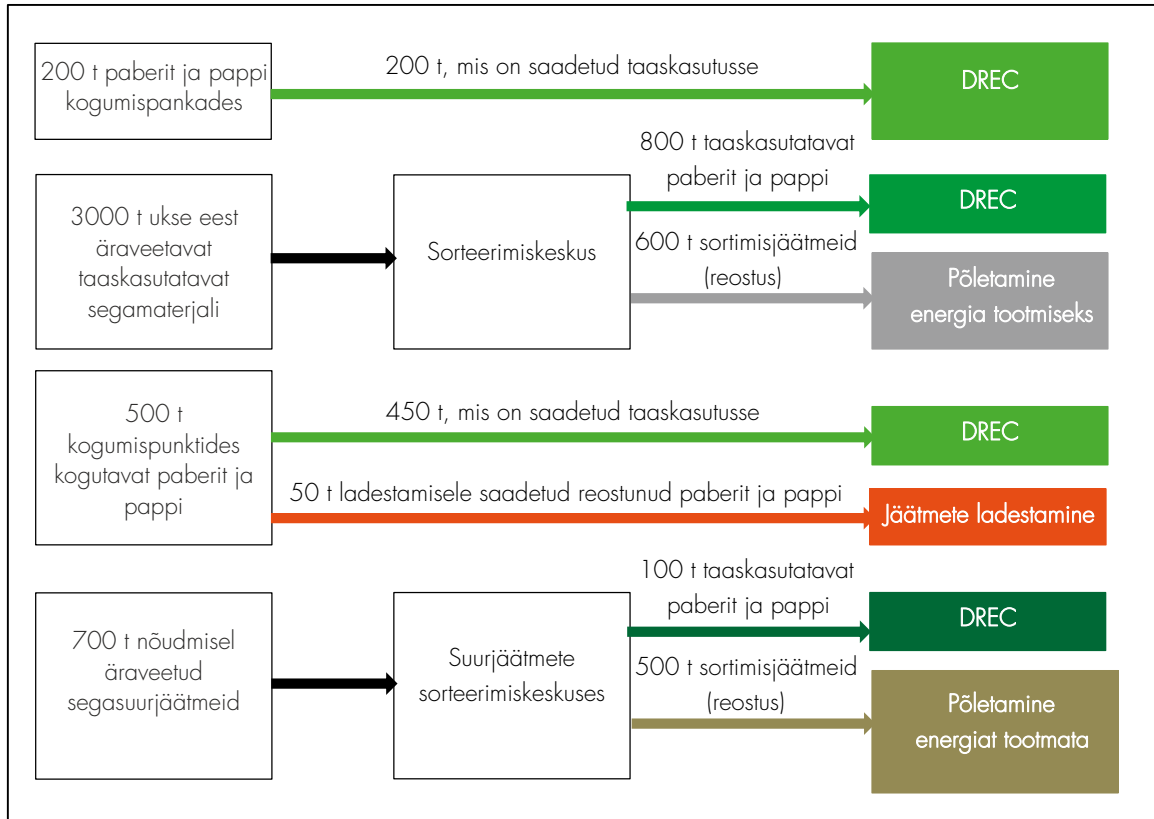 200 t paberit ja pappi
kogumispankades
200 t, mis on saadetud taaskasutusse
DREC
3000 t ukse eest
äraveetavat
taaskasutatavat
segamaterjali
Sorteerimiskeskus
800 t taaskasutatavat
paberit ja pappi
DREC
600 t sortimisjäätmeid
(reostus)
Põletamine
energia tootmiseks
500 t
kogumispunktides
kogutavat paberit ja
pappi
450 t, mis on saadetud taaskasutusse
DREC
50 t ladestamisele saadetud reostunud paberit ja pappi
Jäätmete ladestamine
700 t nõudmisel
äraveetud
segasuurjäätmeid
Suurjäätmete
sorteerimiskeskuses
100 t taaskasutatavat
paberit ja pappi
DREC
500 t sortimisjäätmeid
(reostus)
Põletamine
energiat tootmata